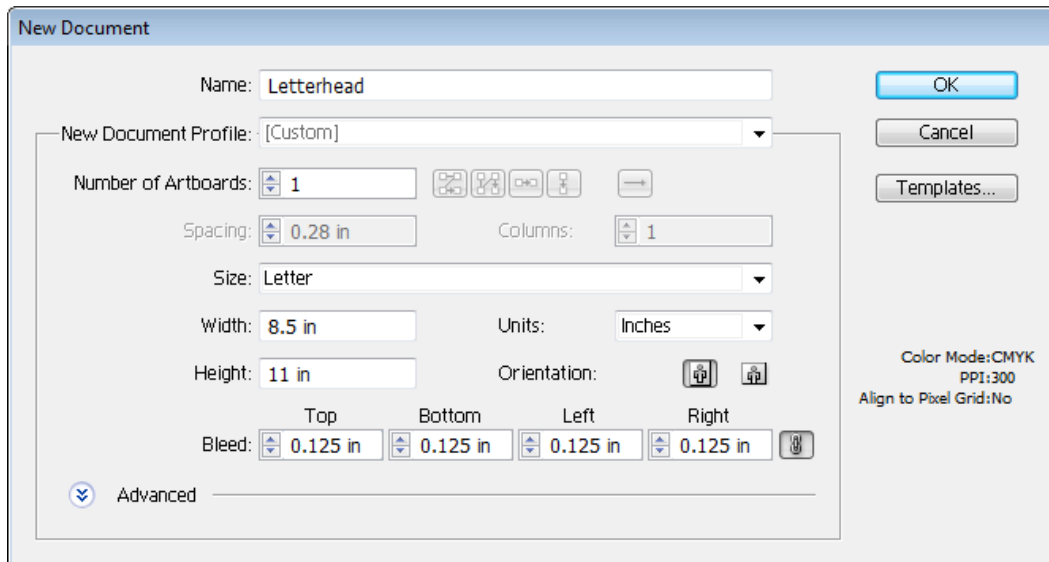 New Document
Name: Letterhead
OK
New Document Profile: [Custom]
Cancel
Number of Artboards: 1
Templates...
Spacing: 0.28 in Columns: 1
Size: Letter
Width: 8.5 in Units: Inches
Color Mode:CMYK
Height: 11 in Orientation:
PPI:300
Align to Pixel Grid:No
Top Bottom Left Right
Bleed: 0.125 in 0.125 in 0.125 in 0.125 in
Advanced